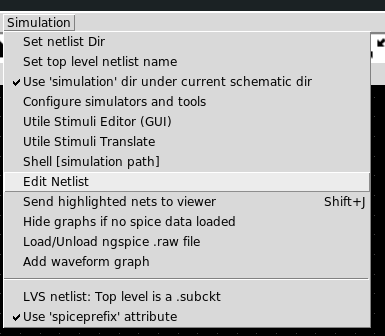 Simulation
Set netlist Dir
Set top level netlist name
✔Use 'simulation' dir under current schematic dir
Configure simulators and tools
Utile Stimuli Editor (GUI)
Utile Stimuli Translate
Shell [simulation path]
Edit Netlist
Send highlighted nets to viewer Shift+J
Hide graphs if no spice data loaded
Load/Unload ngspice .raw file
Add waveform graph
LVS netlist: Top level is a .subckt
✔Use 'spiceprefix' attribute